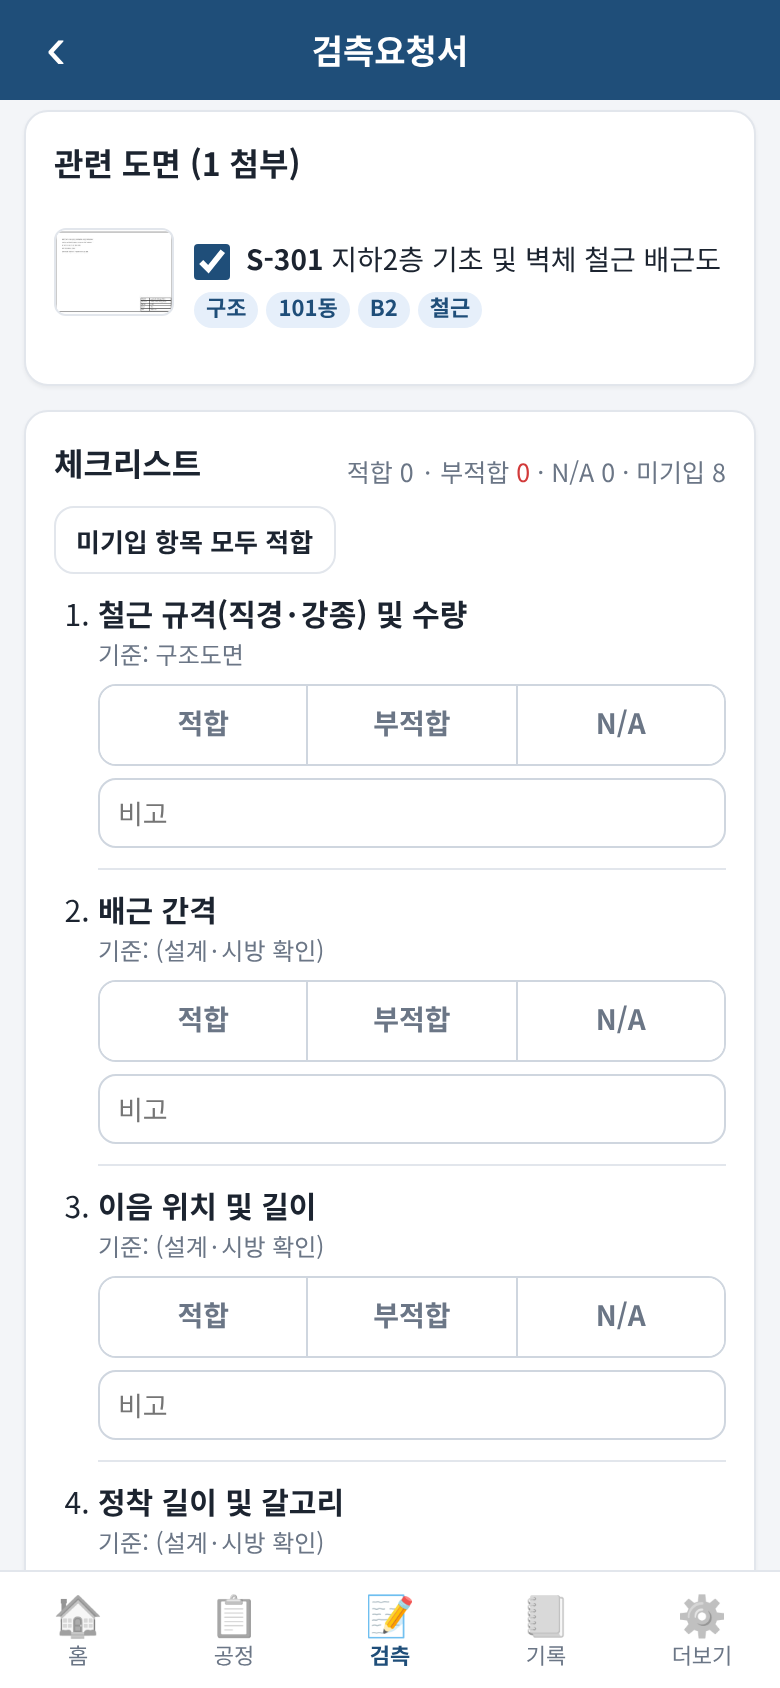 검측요청서
관련 도면 (1 첨부)
S-301 지하2층 기초 및 벽체 철근 배근도
구조 101동 B2 철근
체크리스트
적합 0 · 부적합 0 · N/A 0 · 미기입 8
미기입 항목 모두 적합
1. 철근 규격(직경·강종) 및 수량
기준: 구조도면
적합 부적합 N/A
비고
2. 배근 간격
기준: (설계·시방 확인)
적합 부적합 N/A
비고
3. 이음 위치 및 길이
기준: (설계·시방 확인)
적합 부적합 N/A
비고
4. 정착 길이 및 갈고리
기준: (설계·시방 확인)
홈 공정 검측 기록 더보기